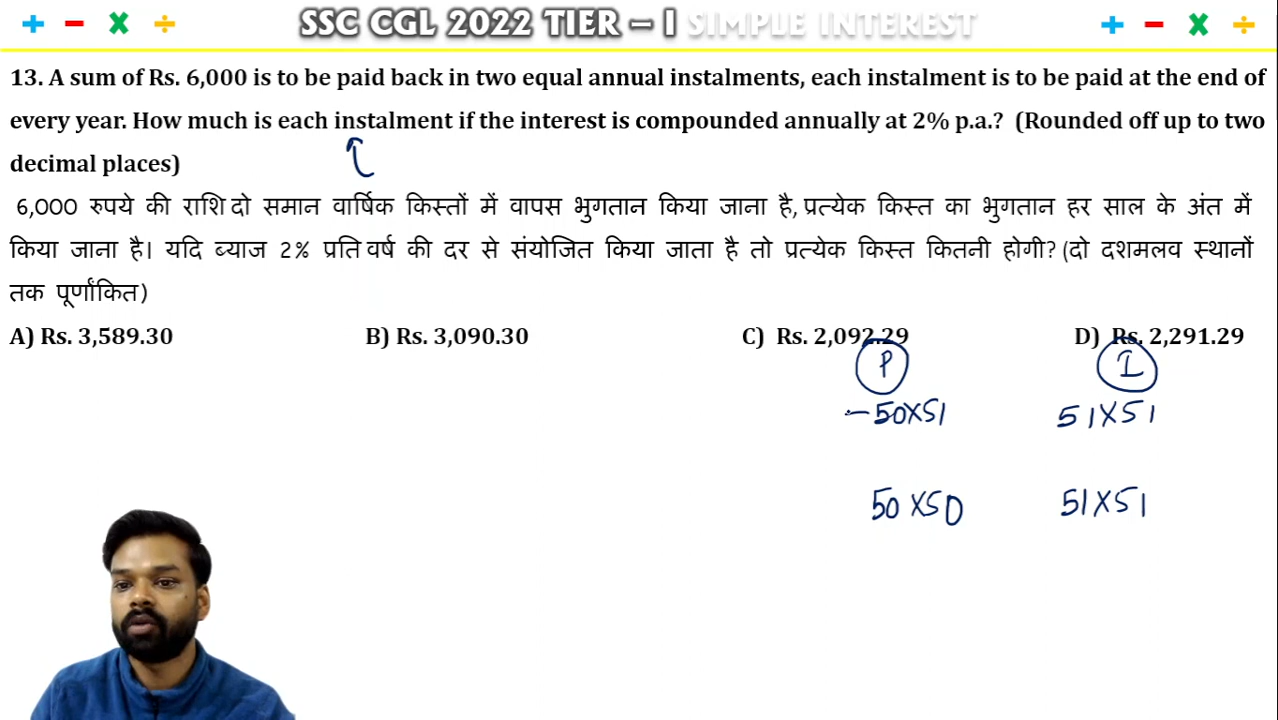 + - × ÷ SSC CGL 2022 TIER – I SIMPLE INTEREST + - × ÷
13. A sum of Rs. 6,000 is to be paid back in two equal annual instalments, each instalment is to be paid at the end of
every year. How much is each instalment if the interest is compounded annually at 2% p.a.? (Rounded off up to two
decimal places)
6,000 रुपये की राशि दो समान वार्षिक किस्तों में वापस भुगतान किया जाना है, प्रत्येक किस्त का भुगतान हर साल के अंत में
किया जाना है। यदि ब्याज 2% प्रति वर्ष की दर से संयोजित किया जाता है तो प्रत्येक किस्त कितनी होगी? (दो दशमलव स्थानों
तक पूर्णांकित)
A) Rs. 3,589.30 B) Rs. 3,090.30 C) Rs. 2,092.29 D) Rs. 2,291.29
P I
50×51 51×51
50×50 51×51